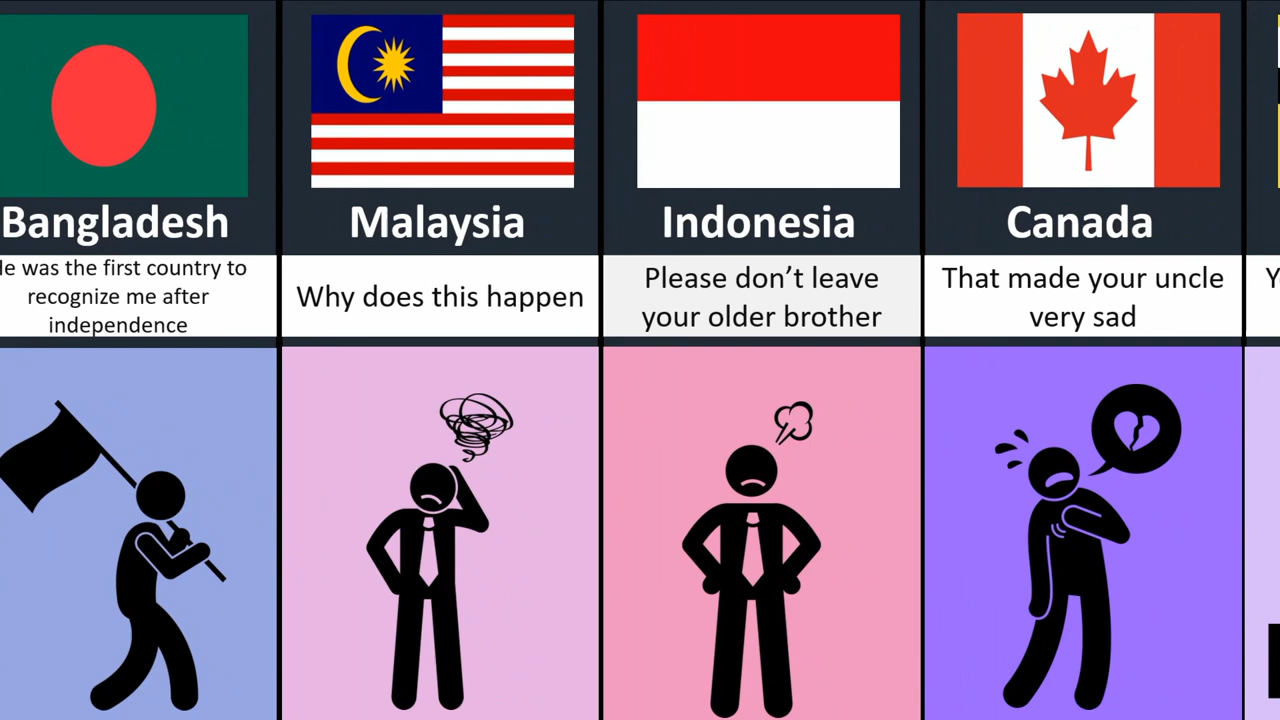 Bangladesh
Malaysia
Indonesia
Canada
was the first country to
recognize me after
independence
Why does this happen
Please don’t leave
your older brother
That made your uncle
very sad